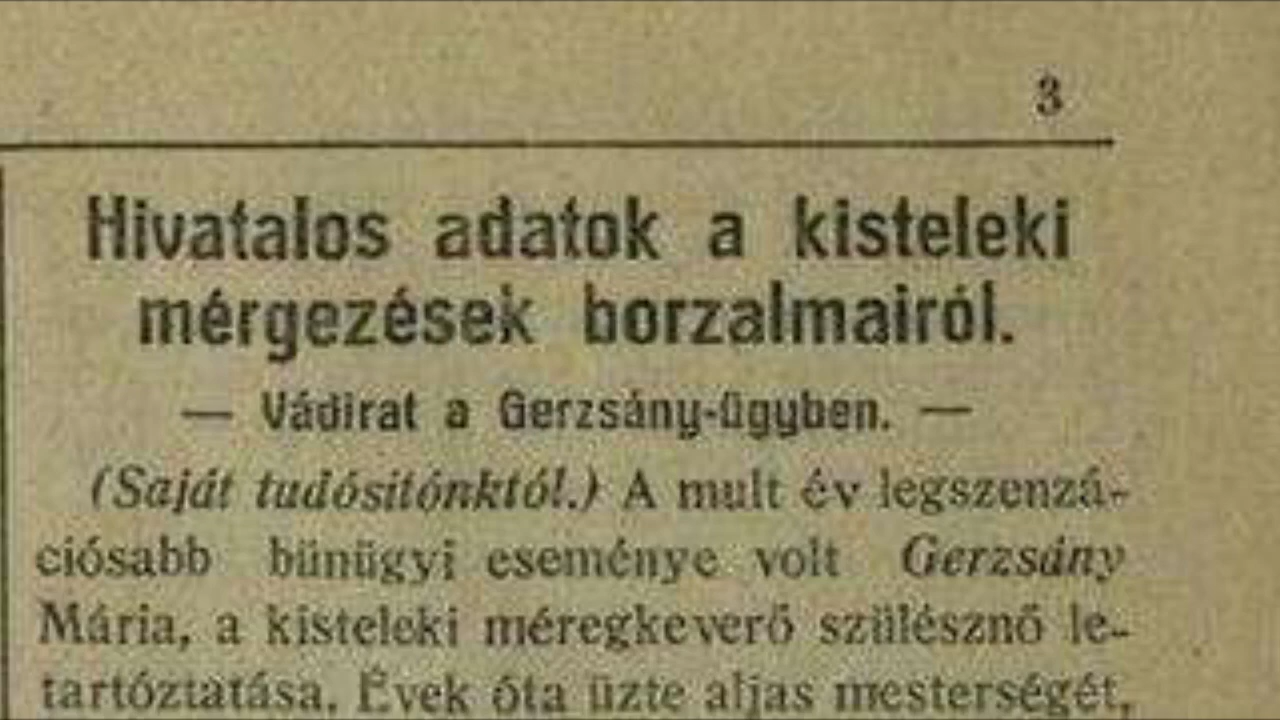 3
Hivatalos adatok a kisteleki
mérgezések borzalmairól.
— Vádirat a Gerzsány-ügyben. —
(Saját tudósitónktól.) A mult év legszenzá-
ciósabb bünügyi eseménye volt Gerzsány
Mária, a kisteleki méregkeverő szülésznő le-
tartóztatása. Évek óta üzte aljas mesterségét,